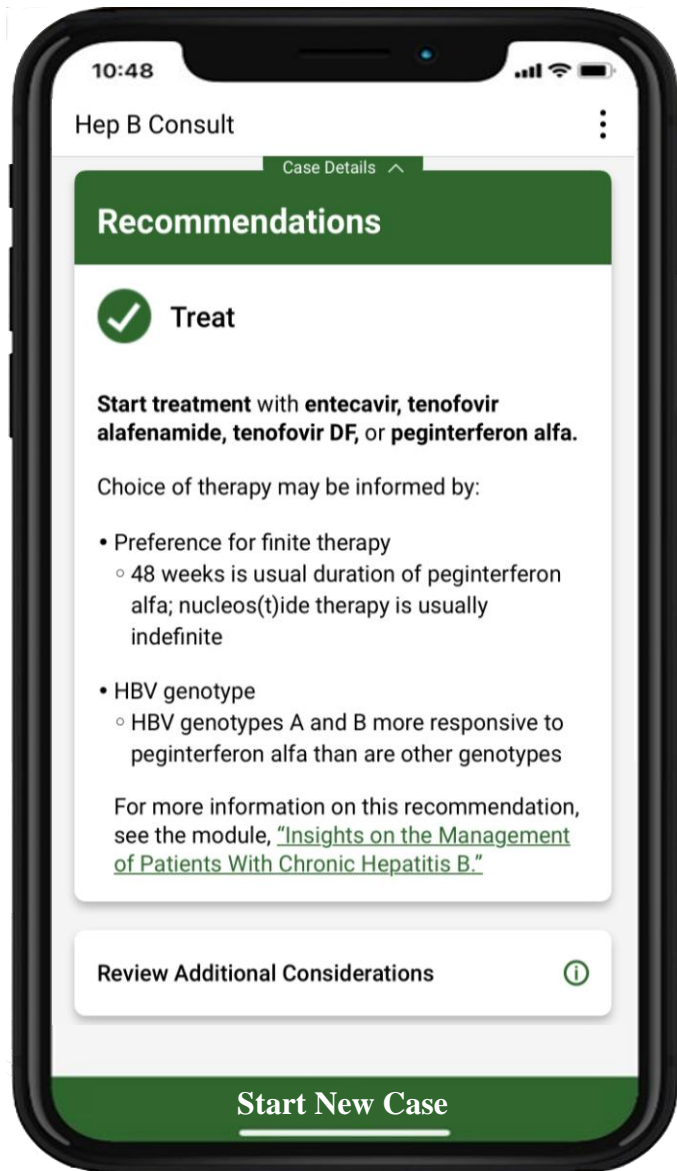 10:48
Hep B Consult
Case Details
Recommendations
Treat
Start treatment with entecavir, tenofovir
alafenamide, tenofovir DF, or peginterferon alfa.
Choice of therapy may be informed by:
• Preference for finite therapy
○ 48 weeks is usual duration of peginterferon
alfa; nucleos(t)ide therapy is usually
indefinite
• HBV genotype
○ HBV genotypes A and B more responsive to
peginterferon alfa than are other genotypes
For more information on this recommendation,
see the module, “Insights on the Management
of Patients With Chronic Hepatitis B.”
Review Additional Considerations
Start New Case